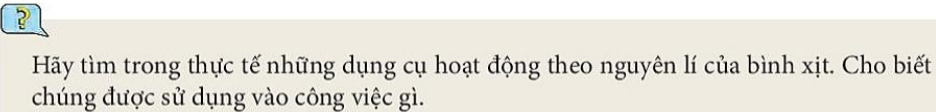 ?
Hãy tìm trong thực tế những dụng cụ hoạt động theo nguyên lí của bình xịt. Cho biết
chúng được sử dụng vào công việc gì.